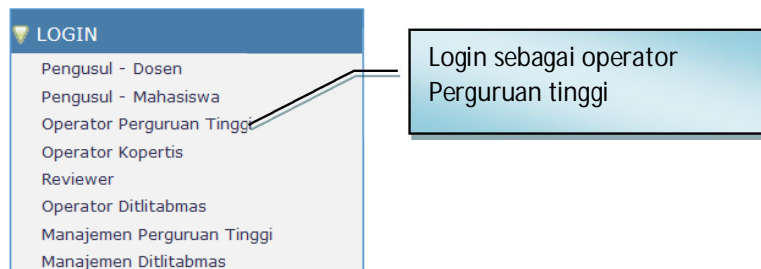 LOGIN
Pengusul - Dosen
Pengusul - Mahasiswa
Operator Perguruan Tinggi
Operator Kopertis
Reviewer
Operator Ditlitabmas
Manajemen Perguruan Tinggi
Manajemen Ditlitabmas
Login sebagai operator
Perguruan tinggi